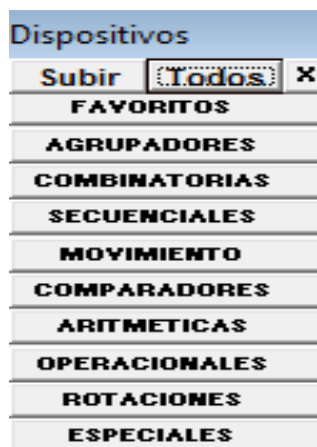 Dispositivos
Subir Todos x
FAVORITOS
AGRUPADORES
COMBINATORIAS
SECUENCIALES
MOVIMIENTO
COMPARADORES
ARITMETICAS
OPERACIONALES
ROTACIONES
ESPECIALES